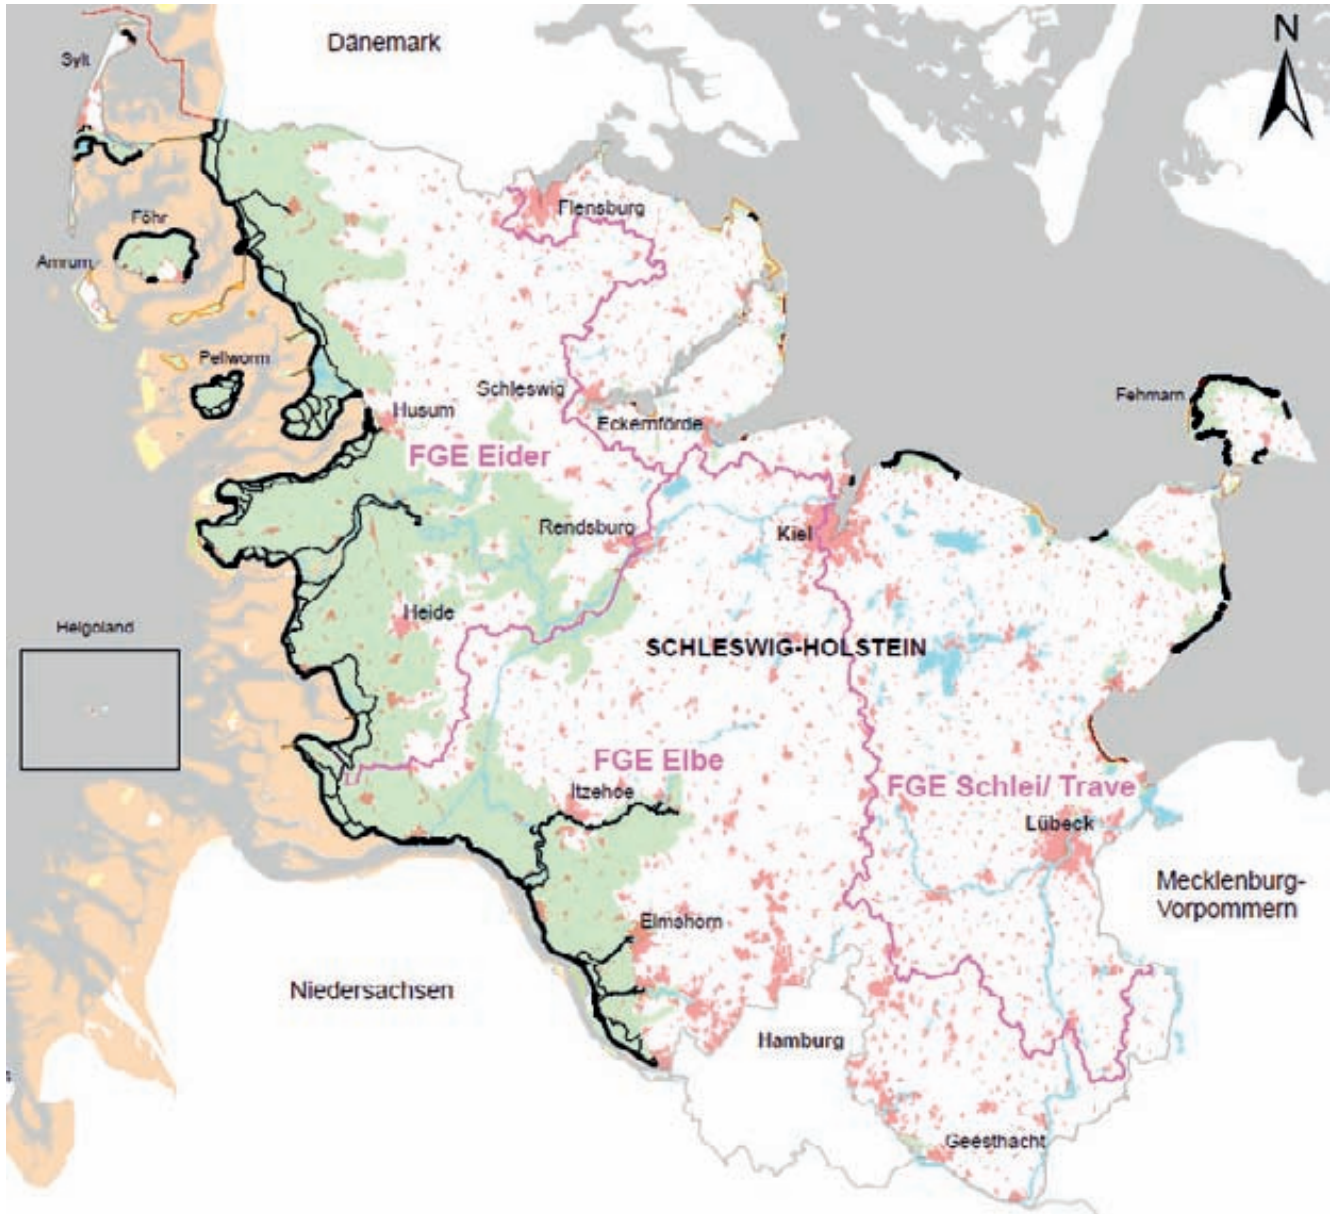 Dänemark
N
Sylt
Föhr
Amrum
Flensburg
Pellworm
Schleswig
Husum
Eckernförde
Fehmarn
FGE Eider
Rendsburg
Kiel
Heide
Helgoland
SCHLESWIG-HOLSTEIN
FGE Elbe
Itzehoe
FGE Schlei/ Trave
Lübeck
Mecklenburg-
Vorpommern
Elmshorn
Niedersachsen
Hamburg
Geesthacht